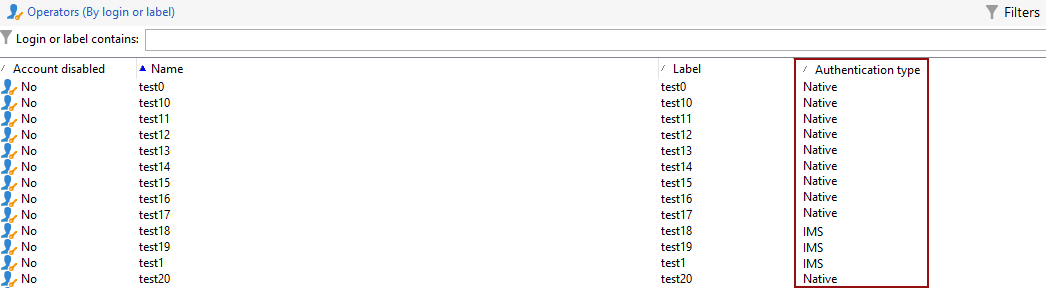 Operators (By login or label) Filters
Login or label contains:
Account disabled Name Label Authentication type
No test0 test0 Native
No test10 test10 Native
No test11 test11 Native
No test12 test12 Native
No test13 test13 Native
No test14 test14 Native
No test15 test15 Native
No test16 test16 Native
No test17 test17 Native
No test18 test18 IMS
No test19 test19 IMS
No test1 test1 IMS
No test20 test20 Native